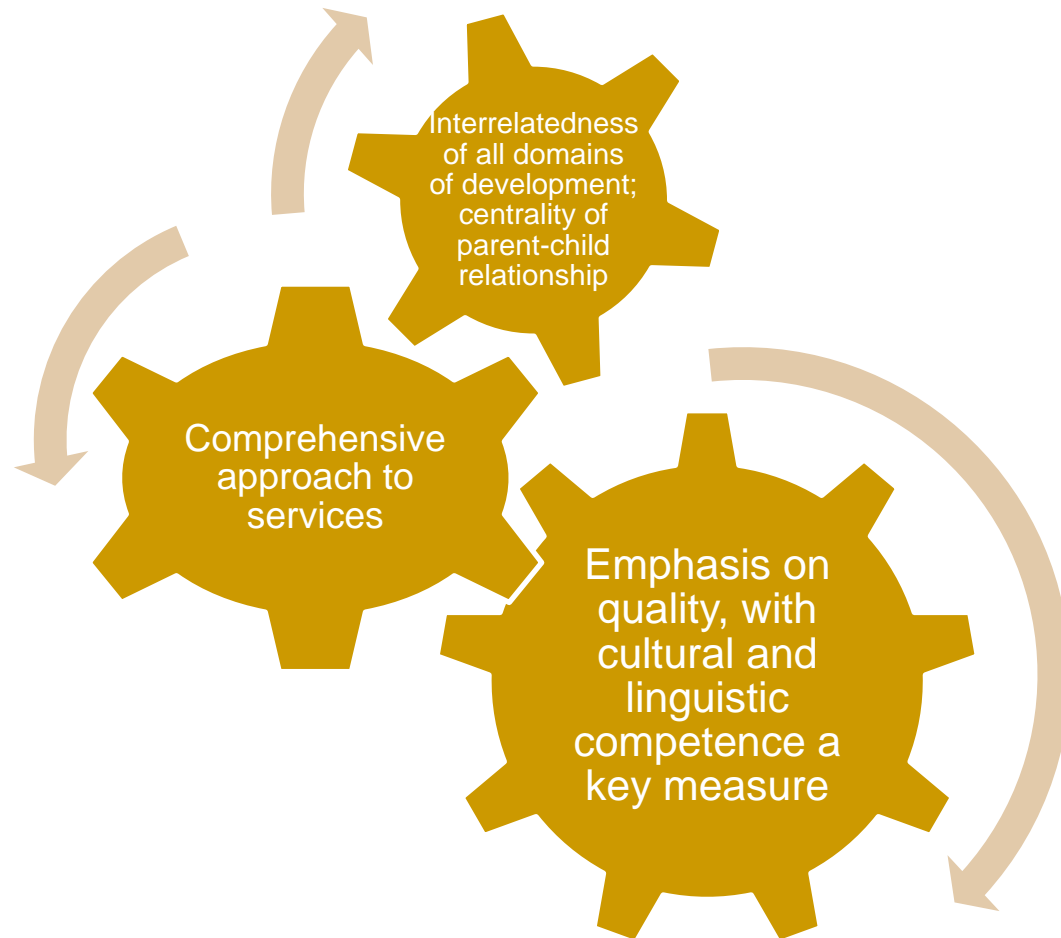 Interrelatedness
of all domains
of development;
centrality of
parent-child
relationship
Comprehensive
approach to
services
Emphasis on
quality, with
cultural and
linguistic
competence a
key measure